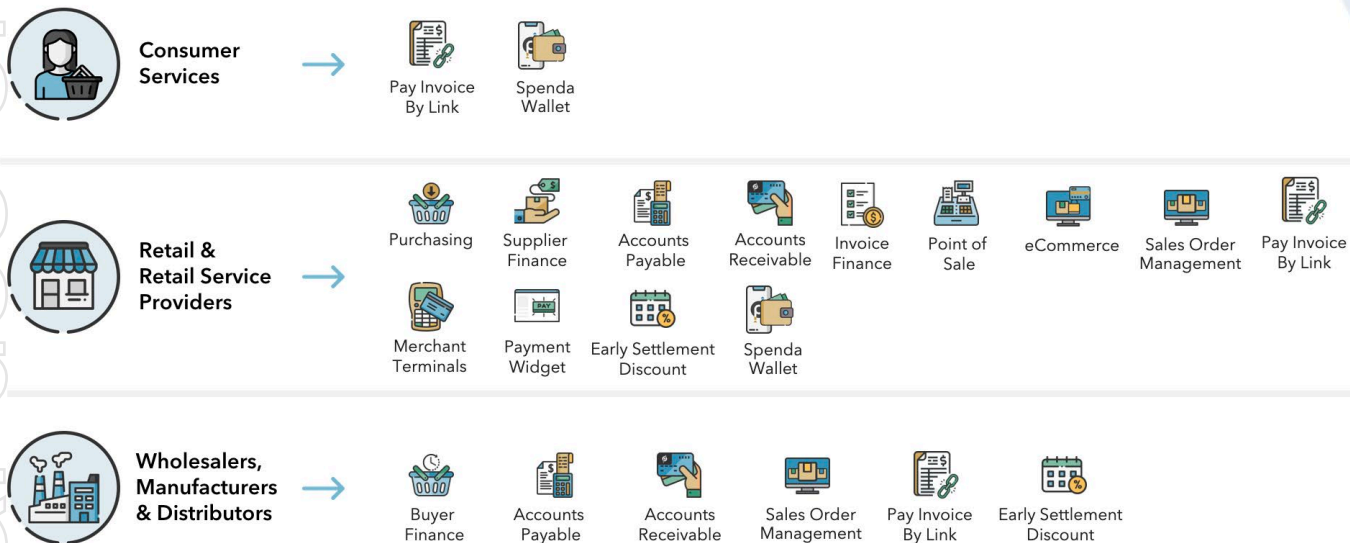 Consumer
Services
Pay Invoice
By Link
Spenda
Wallet
Retail &
Retail Service
Providers
Purchasing
Supplier
Finance
Accounts
Payable
Accounts
Receivable
Invoice
Finance
Point of
Sale
eCommerce
Sales Order
Management
Pay Invoice
By Link
Merchant
Terminals
PAY
Payment
Widget
Early Settlement
Discount
Spenda
Wallet
Wholesalers,
Manufacturers
& Distributors
Buyer
Finance
Accounts
Payable
Accounts
Receivable
Sales Order
Management
Pay Invoice
By Link
Early Settlement
Discount